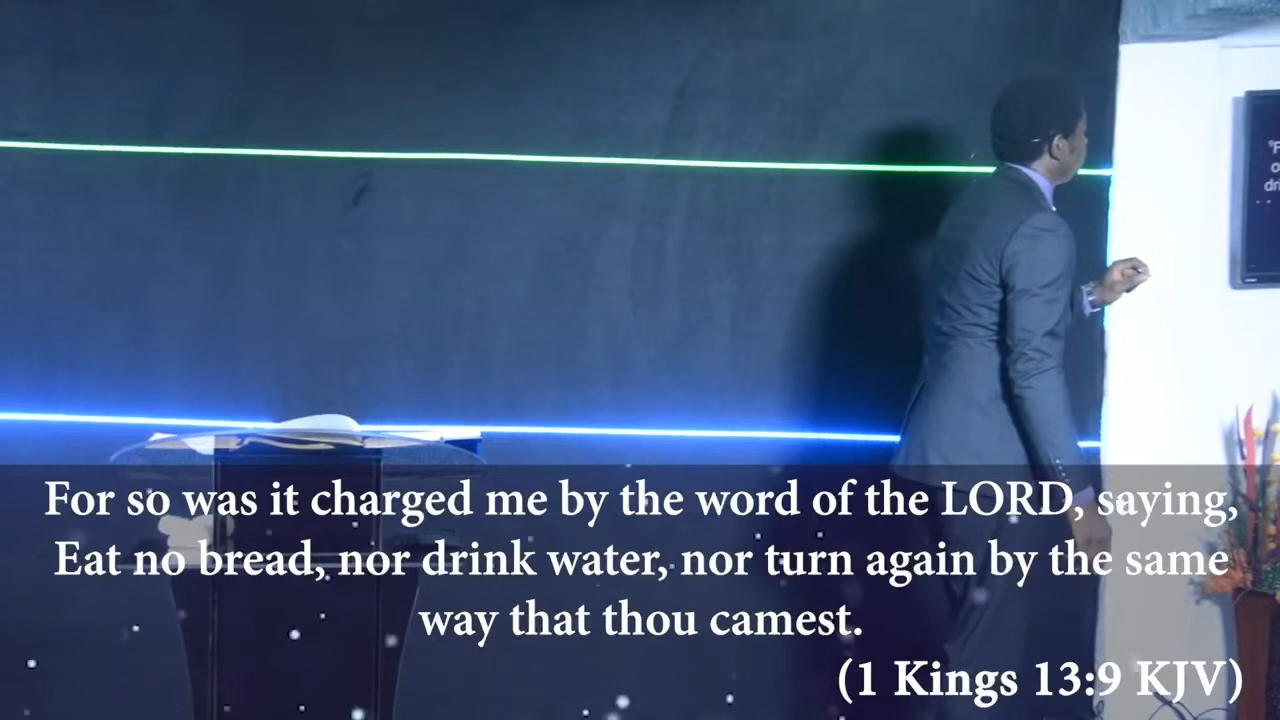 For so was it charged me by the word of the LORD, saying,
Eat no bread, nor drink water, nor turn again by the same
way that thou camest.
(1 Kings 13:9 KJV)